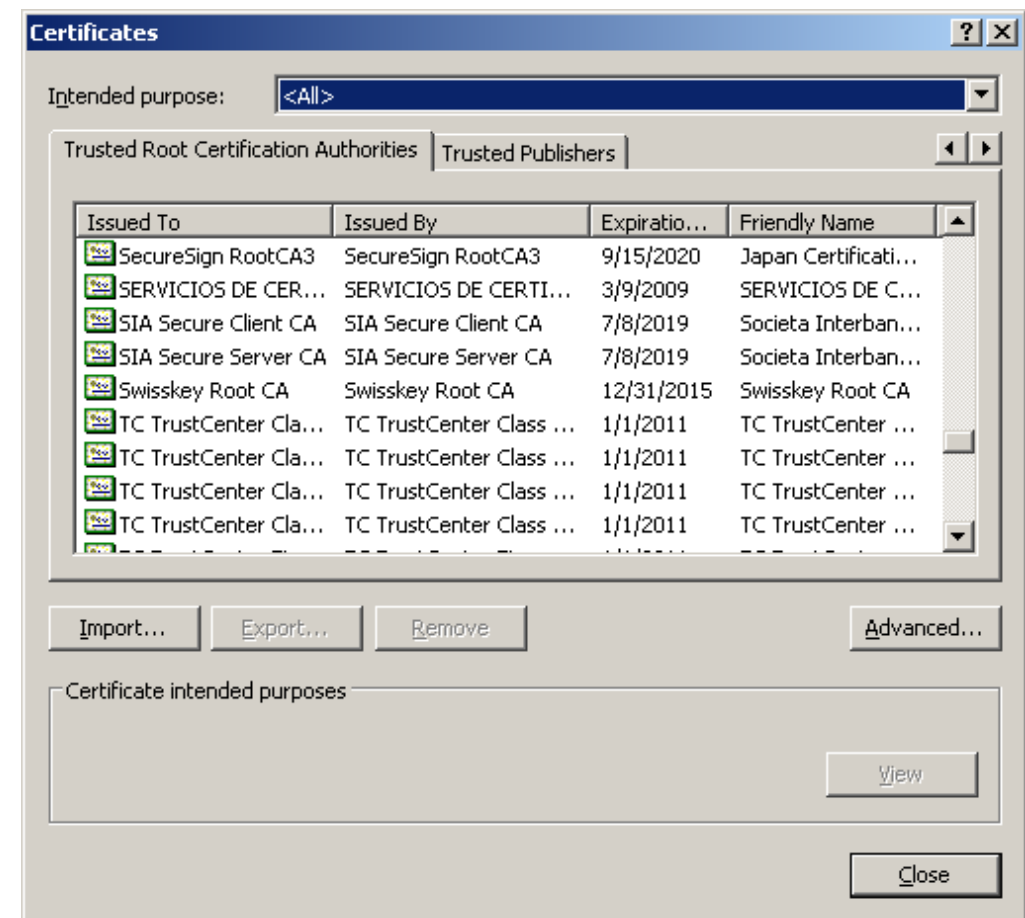 Certificates
Intended purpose: <All>
Trusted Root Certification Authorities Trusted Publishers
Issued To Issued By Expiratio... Friendly Name
SecureSign RootCA3 SecureSign RootCA3 9/15/2020 Japan Certificati...
SERVICIOS DE CER... SERVICIOS DE CERTI... 3/9/2009 SERVICIOS DE C...
SIA Secure Client CA SIA Secure Client CA 7/8/2019 Societa Interban...
SIA Secure Server CA SIA Secure Server CA 7/8/2019 Societa Interban...
Swisskey Root CA Swisskey Root CA 12/31/2015 Swisskey Root CA
TC TrustCenter Cla... TC TrustCenter Class ... 1/1/2011 TC TrustCenter ...
TC TrustCenter Cla... TC TrustCenter Class ... 1/1/2011 TC TrustCenter ...
TC TrustCenter Cla... TC TrustCenter Class ... 1/1/2011 TC TrustCenter ...
TC TrustCenter Cla... TC TrustCenter Class ... 1/1/2011 TC TrustCenter ...
Import... Export... Remove Advanced...
Certificate intended purposes
View
Close